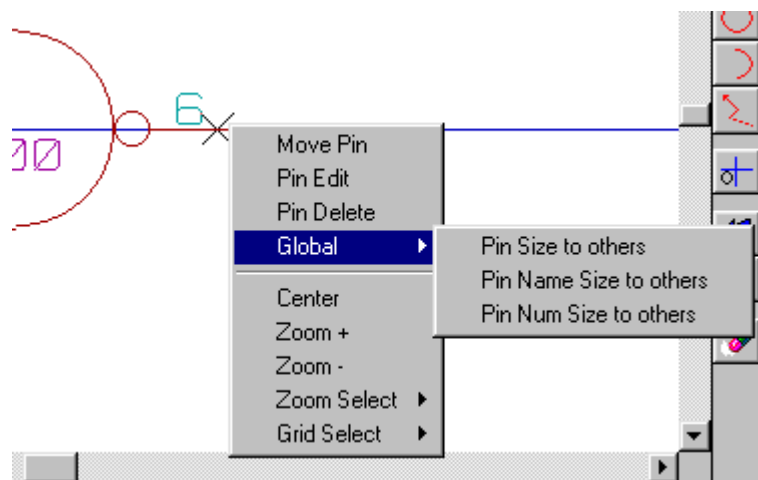 6
00
Move Pin
Pin Edit
Pin Delete
Global
Pin Size to others
Pin Name Size to others
Pin Num Size to others
Center
Zoom +
Zoom -
Zoom Select
Grid Select